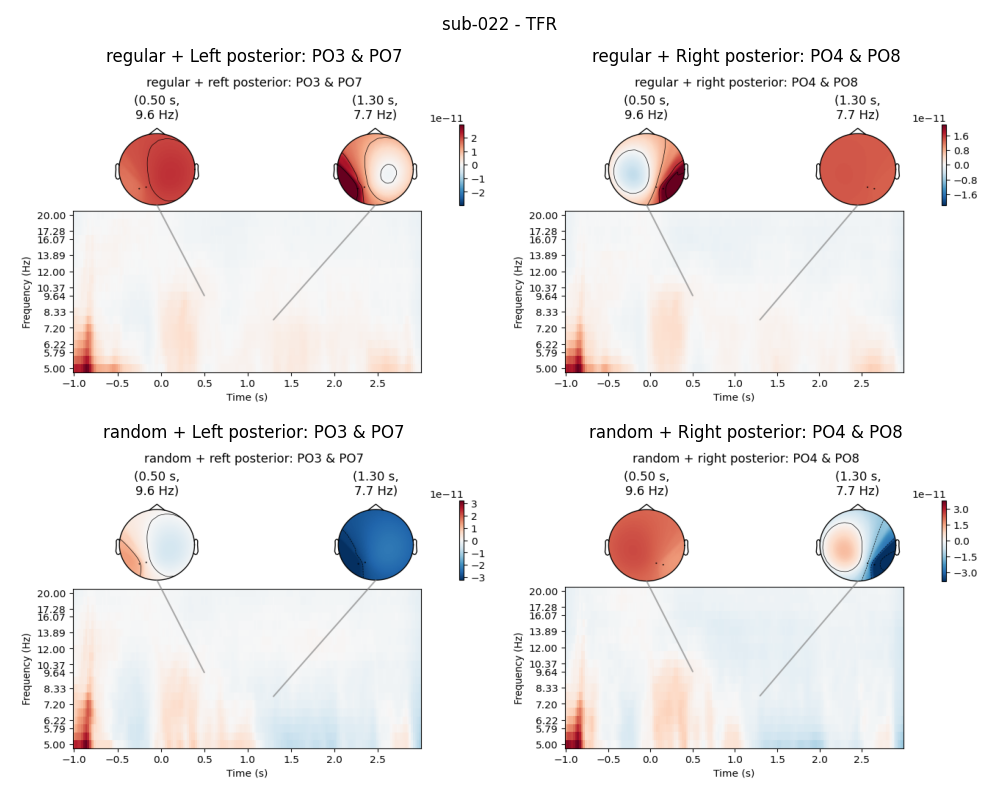 sub-022 - TFR
regular + Left posterior: PO3 & PO7
regular + reft posterior: PO3 & PO7
(0.50 s,
9.6 Hz)
(1.30 s,
7.7 Hz)
1e−11
2
1
0
−1
−2
20.00
17.28
16.07
13.89
12.00
10.37
9.64
8.33
7.20
6.22
5.79
5.00
Frequency (Hz)
−1.0 −0.5 0.0 0.5 1.0 1.5 2.0 2.5
Time (s)
regular + Right posterior: PO4 & PO8
regular + right posterior: PO4 & PO8
(0.50 s,
9.6 Hz)
(1.30 s,
7.7 Hz)
1e−11
1.6
0.8
0.0
−0.8
−1.6
20.00
17.28
16.07
13.89
12.00
10.37
9.64
8.33
7.20
6.22
5.79
5.00
Frequency (Hz)
−1.0 −0.5 0.0 0.5 1.0 1.5 2.0 2.5
Time (s)
random + Left posterior: PO3 & PO7
random + reft posterior: PO3 & PO7
(0.50 s,
9.6 Hz)
(1.30 s,
7.7 Hz)
1e−11
3
2
1
0
−1
−2
−3
20.00
17.28
16.07
13.89
12.00
10.37
9.64
8.33
7.20
6.22
5.79
5.00
Frequency (Hz)
−1.0 −0.5 0.0 0.5 1.0 1.5 2.0 2.5
Time (s)
random + Right posterior: PO4 & PO8
random + right posterior: PO4 & PO8
(0.50 s,
9.6 Hz)
(1.30 s,
7.7 Hz)
1e−11
3.0
1.5
0.0
−1.5
−3.0
20.00
17.28
16.07
13.89
12.00
10.37
9.64
8.33
7.20
6.22
5.79
5.00
Frequency (Hz)
−1.0 −0.5 0.0 0.5 1.0 1.5 2.0 2.5
Time (s)